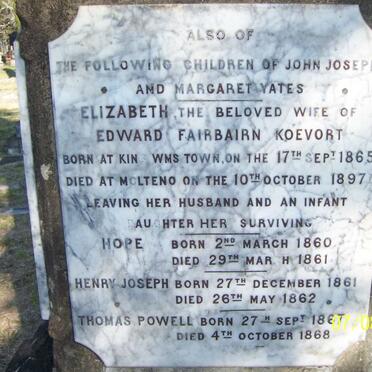 ALSO OF
THE FOLLOWING CHILDREN OF JOHN JOSEPH
AND MARGARET YATES
ELIZABETH THE BELOVED WIFE OF
EDWARD FAIRBAIRN KOEVORT
BORN AT KING WMS TOWN, ON THE 17TH SEPT 1865
DIED AT MOLTENO ON THE 10TH OCTOBER 1897
LEAVING HER HUSBAND AND AN INFANT
DAUGHTER HER SURVIVING
HOPE BORN 2ND MARCH 1860
DIED 29TH MAR H 1861
HENRY JOSEPH BORN 27TH DECEMBER 1861
DIED 26TH MAY 1862
THOMAS POWELL BORN 27TH SEPT
DIED 4TH OCTOBER 1868